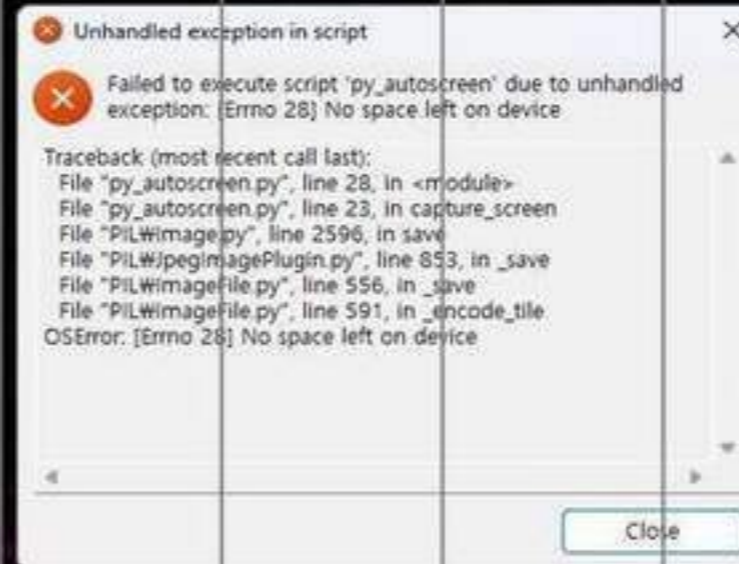 Unhandled exception in script
Failed to execute script 'py_autoscreen' due to unhandled
exception: [Errno 28] No space left on device
Traceback (most recent call last):
File "py_autoscreen.py", line 28, in <module>
File "py_autoscreen.py", line 23, in capture_screen
File "PIL₩Image.py", line 2596, in save
File "PIL₩JpegImagePlugin.py", line 853, in _save
File "PIL₩ImageFile.py", line 556, in _save
File "PIL₩ImageFile.py", line 591, in _encode_tile
OSError: [Errno 28] No space left on device
Close